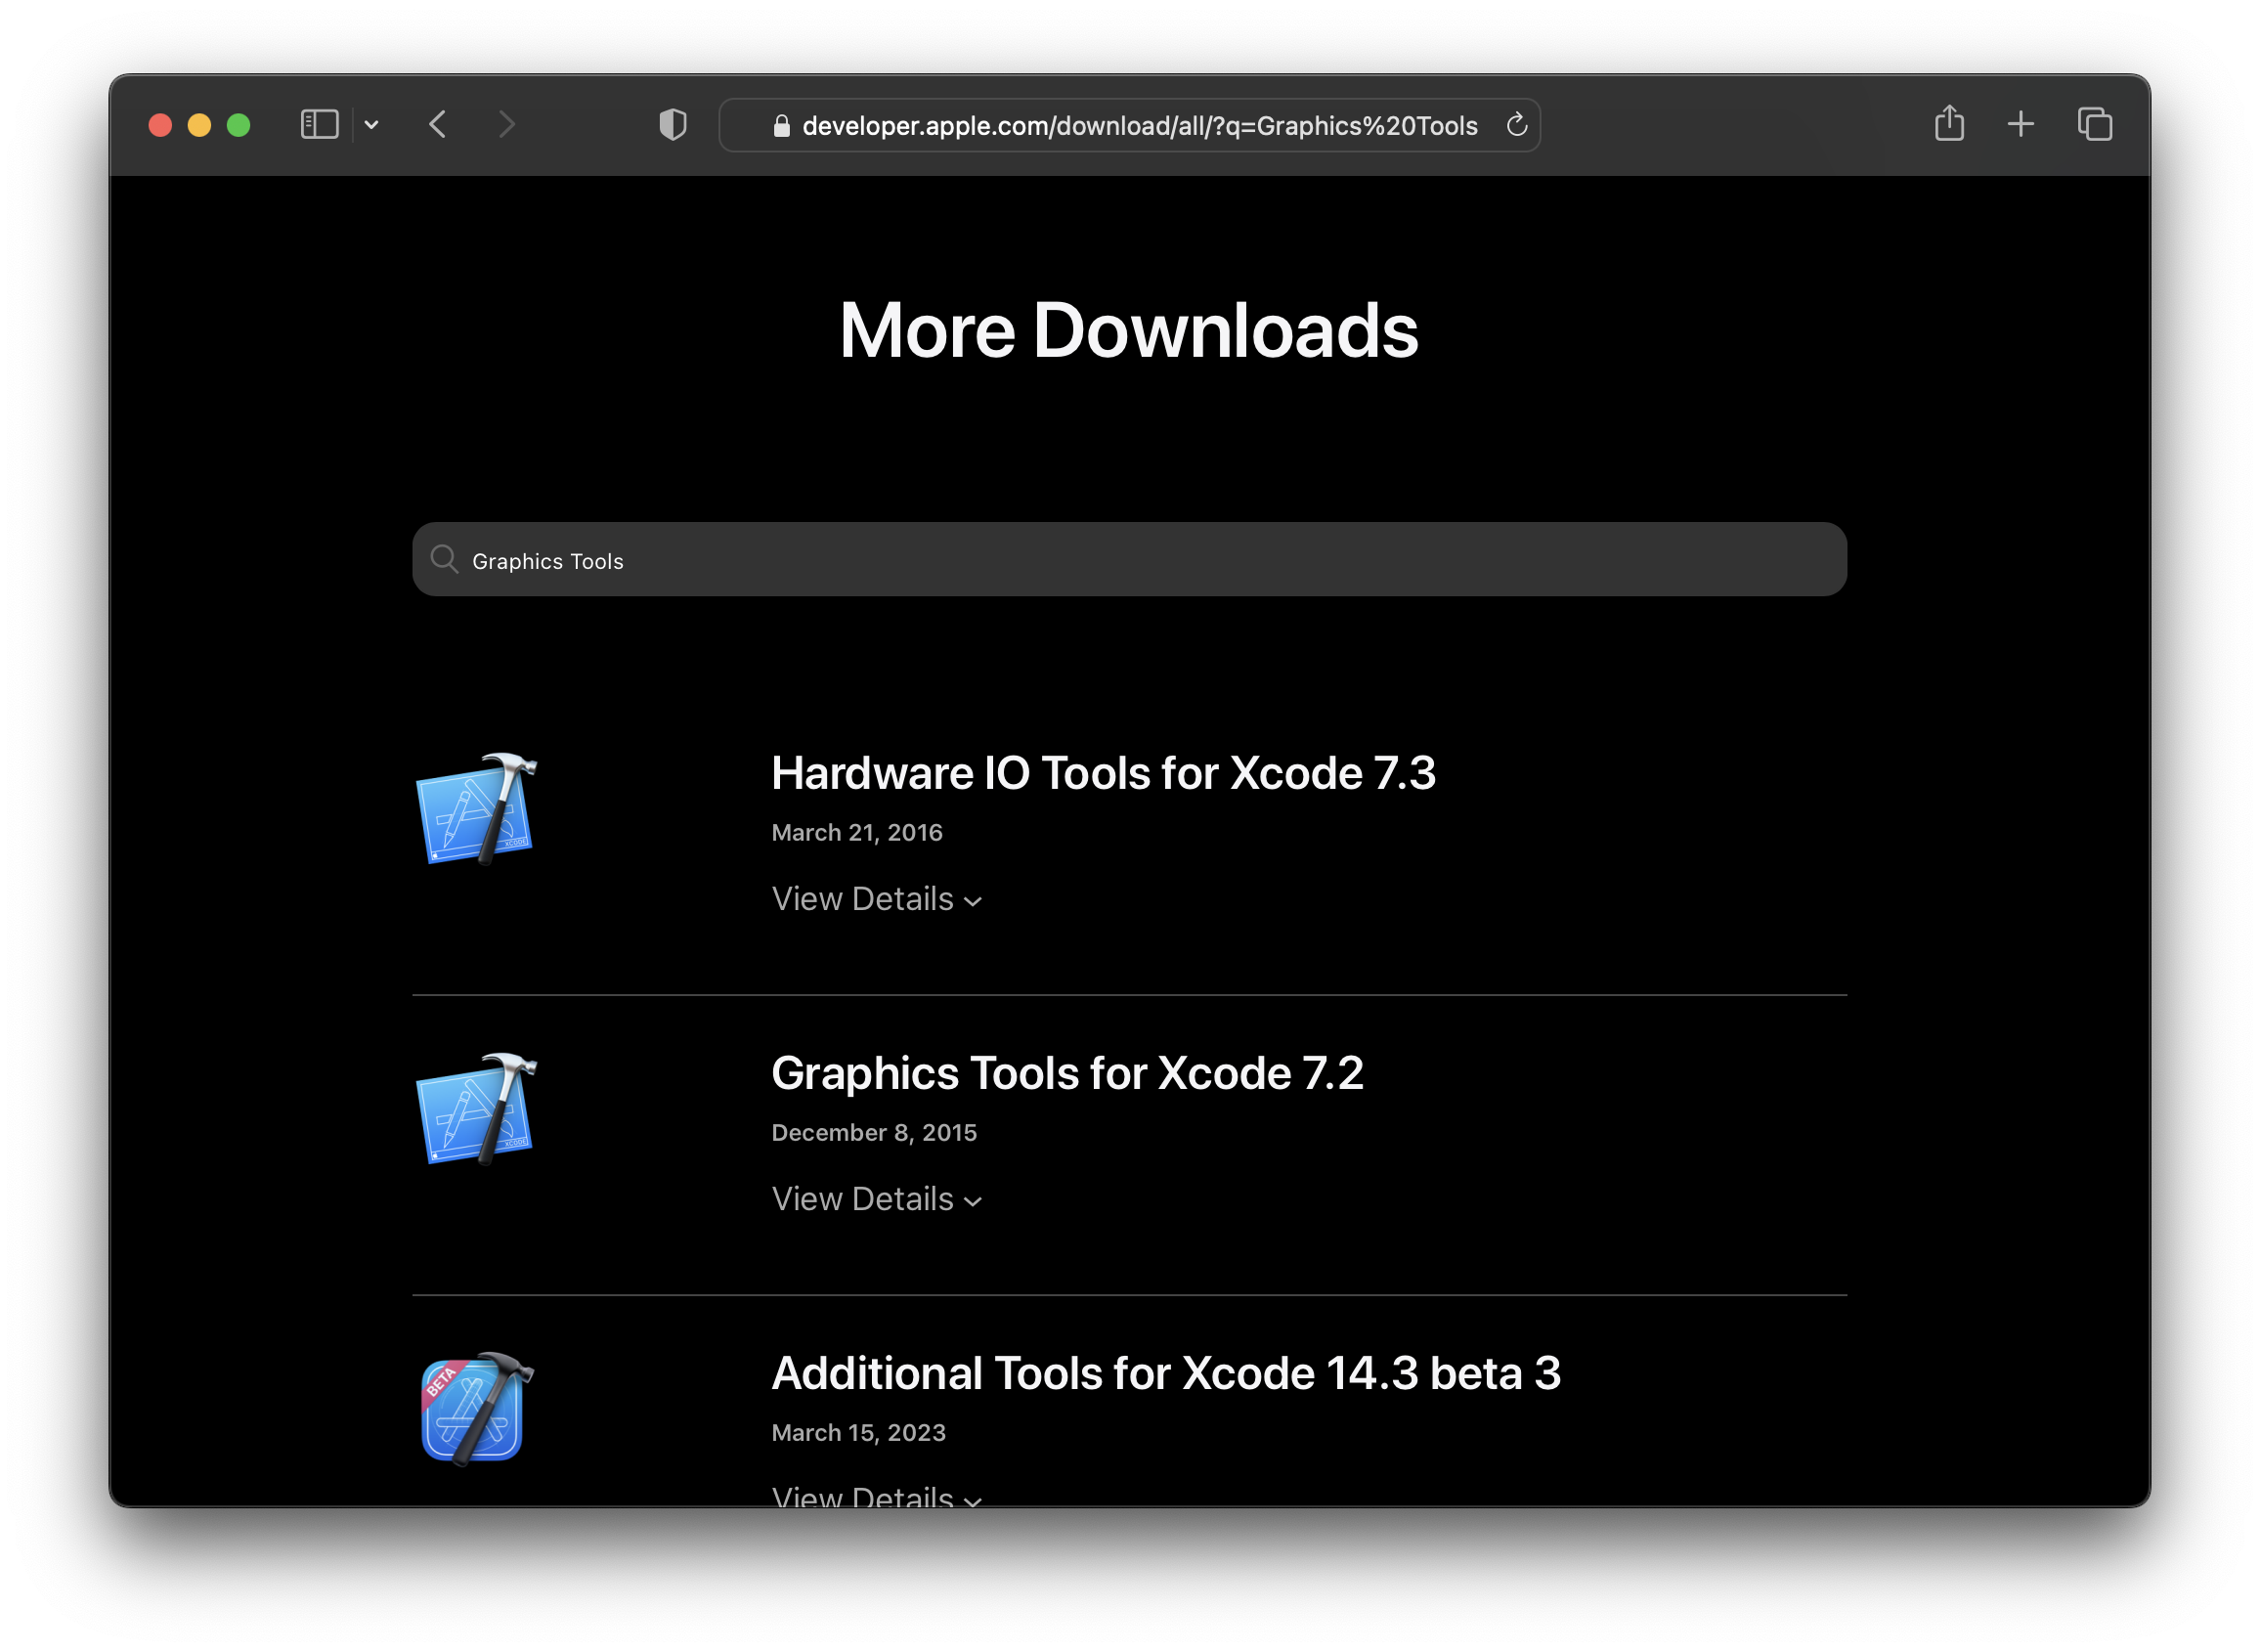 developer.apple.com/download/all/?q=Graphics%20Tools
More Downloads
Graphics Tools
Hardware IO Tools for Xcode 7.3
March 21, 2016
View Details
Graphics Tools for Xcode 7.2
December 8, 2015
View Details
BETA
Additional Tools for Xcode 14.3 beta 3
March 15, 2023
View Details